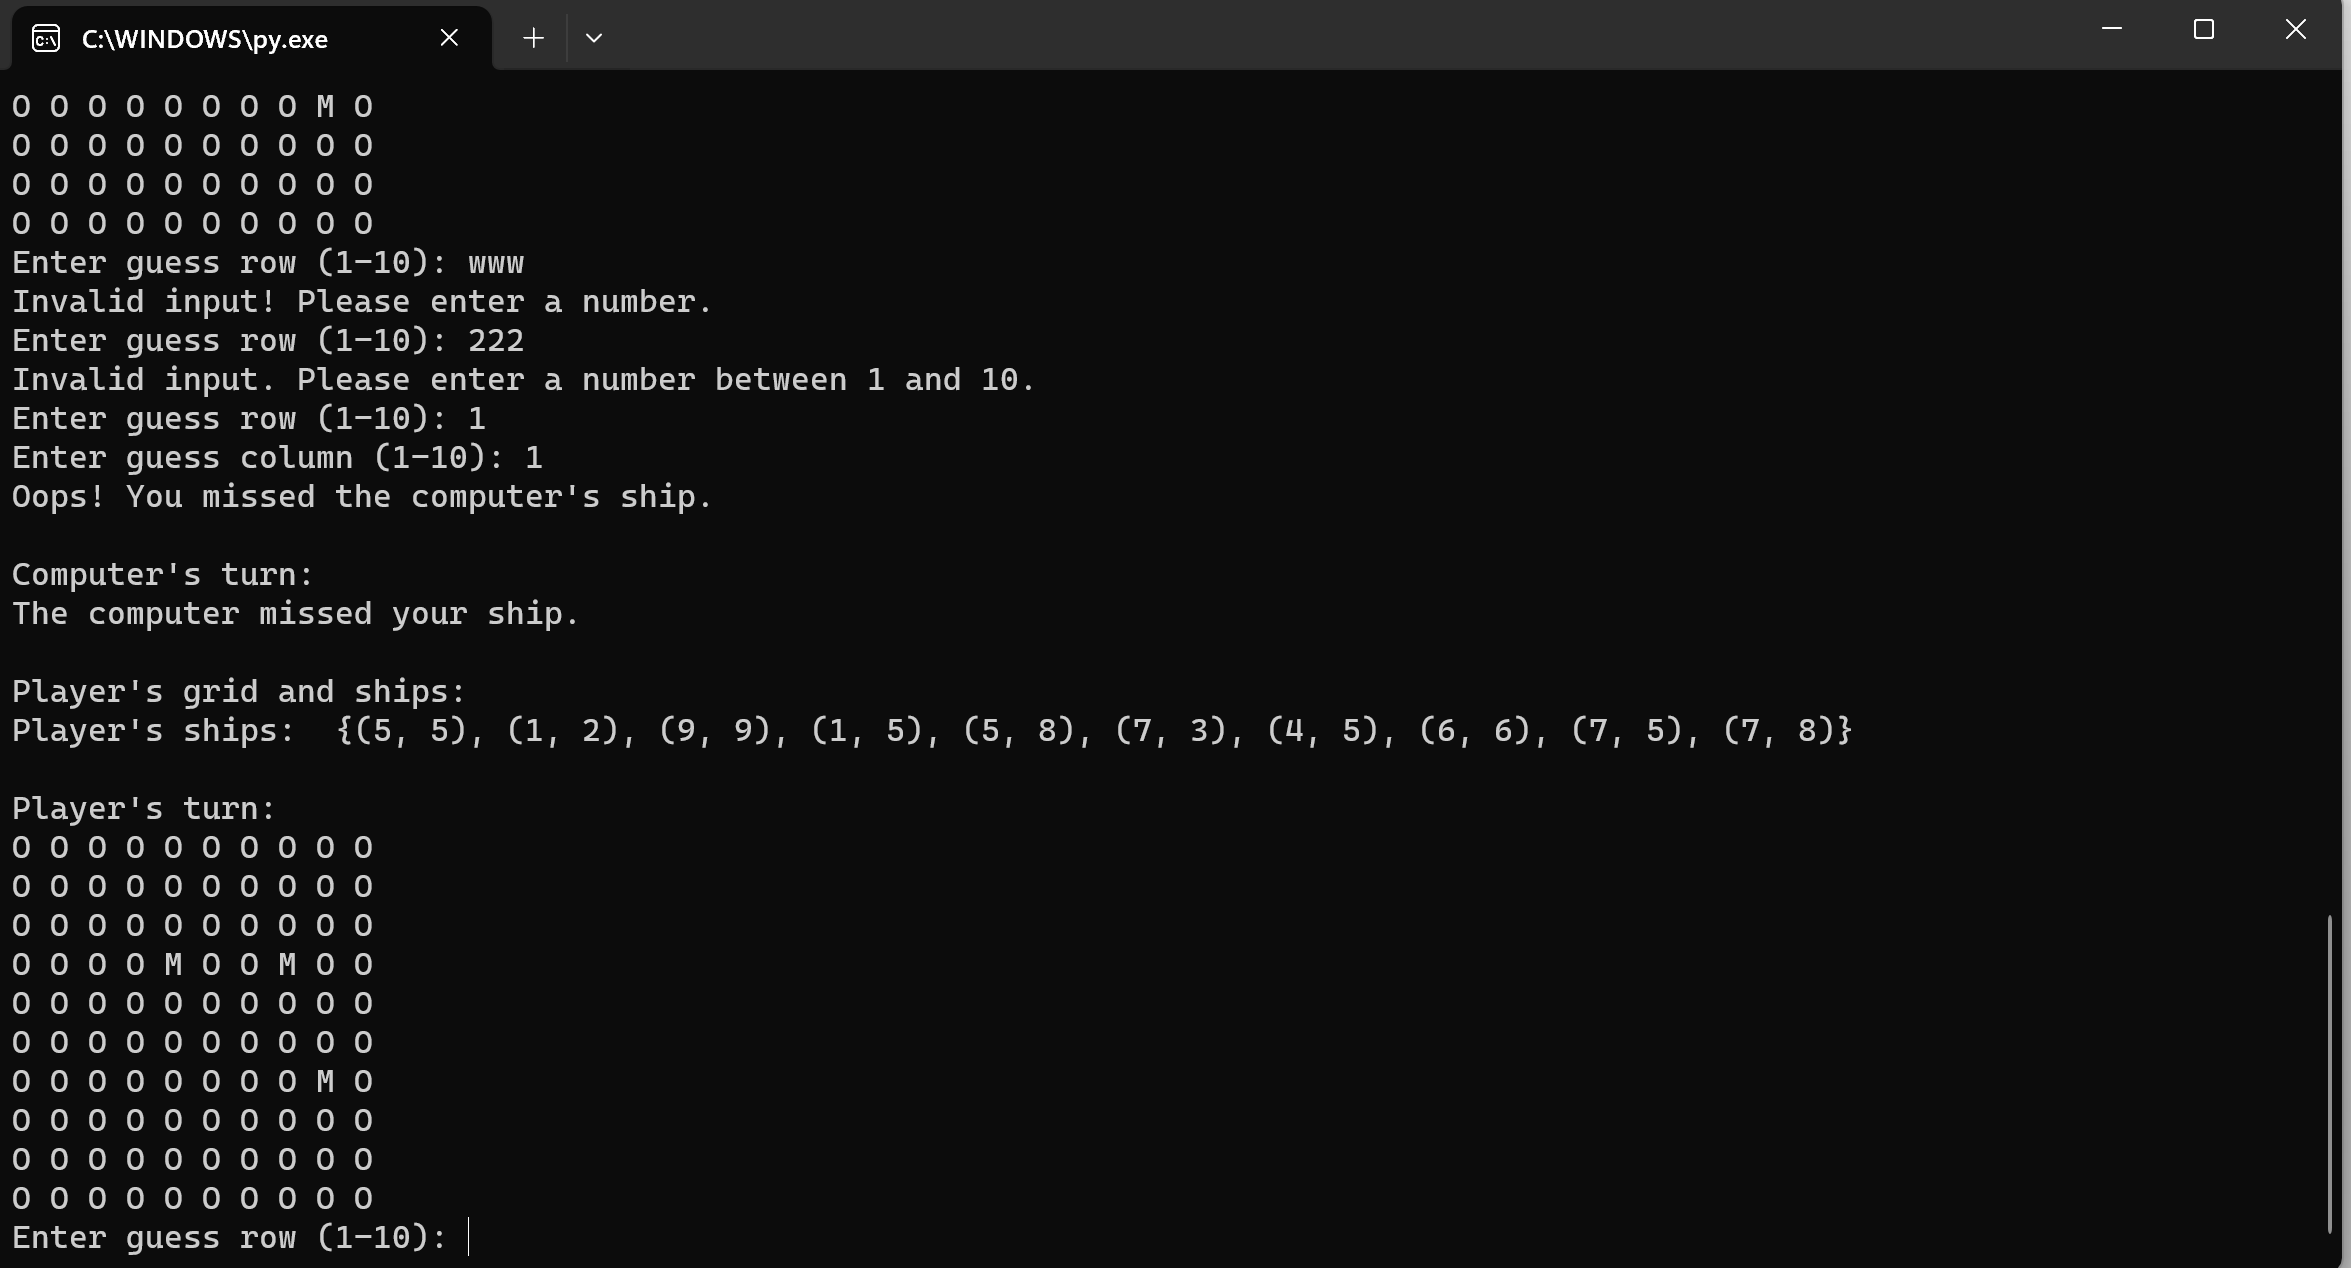 C:\WINDOWS\py.exe
O O O O O O O O M O
O O O O O O O O O O
O O O O O O O O O O
O O O O O O O O O O
Enter guess row (1-10): www
Invalid input! Please enter a number.
Enter guess row (1-10): 222
Invalid input. Please enter a number between 1 and 10.
Enter guess row (1-10): 1
Enter guess column (1-10): 1
Oops! You missed the computer's ship.
Computer's turn:
The computer missed your ship.
Player's grid and ships:
Player's ships:  {(5, 5), (1, 2), (9, 9), (1, 5), (5, 8), (7, 3), (4, 5), (6, 6), (7, 5), (7, 8)}
Player's turn:
O O O O O O O O O O
O O O O O O O O O O
O O O O O O O O O O
O O O O M O O M O O
O O O O O O O O O O
O O O O O O O O O O
O O O O O O O O M O
O O O O O O O O O O
O O O O O O O O O O
O O O O O O O O O O
Enter guess row (1-10):